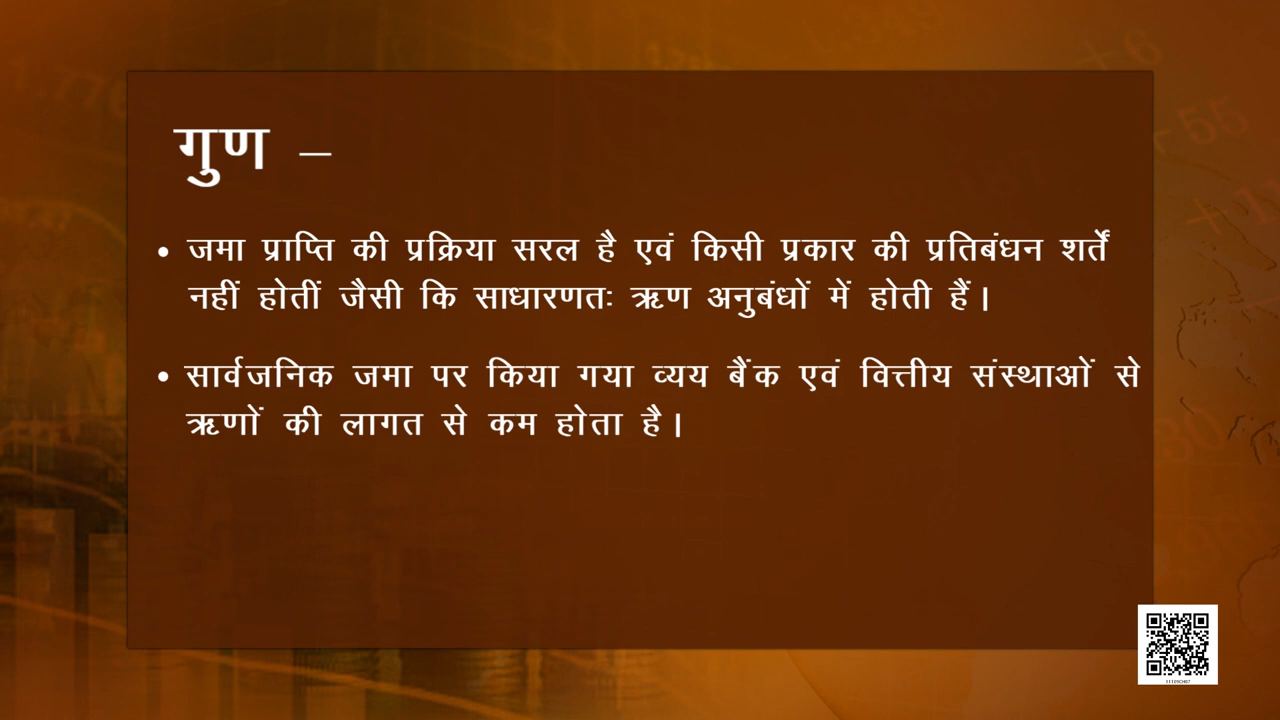 गुण –
• जमा प्राप्ति की प्रक्रिया सरल है एवं किसी प्रकार की प्रतिबंधन शर्तें
नहीं होतीं जैसी कि साधारणतः ऋण अनुबंधों में होती हैं।
• सार्वजनिक जमा पर किया गया व्यय बैंक एवं वित्तीय संस्थाओं से
ऋणों की लागत से कम होता है।